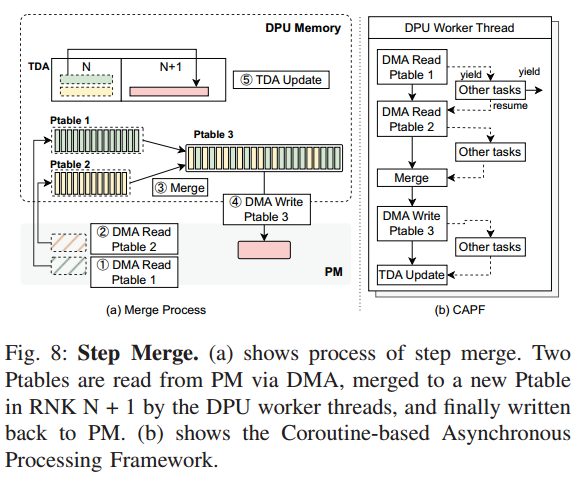 DPU Memory
TDA
N
N+1
⑤ TDA Update
Ptable 1
Ptable 2
Ptable 3
③ Merge
④ DMA Write
Ptable 3
② DMA Read
Ptable 2
① DMA Read
Ptable 1
PM
(a) Merge Process
DPU Worker Thread
DMA Read
Ptable 1
yield
yield
Other tasks
resume
DMA Read
Ptable 2
Other tasks
Merge
DMA Write
Ptable 3
Other tasks
TDA Update
(b) CAPF
Fig. 8: Step Merge. (a) shows process of step merge. Two
Ptables are read from PM via DMA, merged to a new Ptable
in RNK N + 1 by the DPU worker threads, and finally written
back to PM. (b) shows the Coroutine-based Asynchronous
Processing Framework.